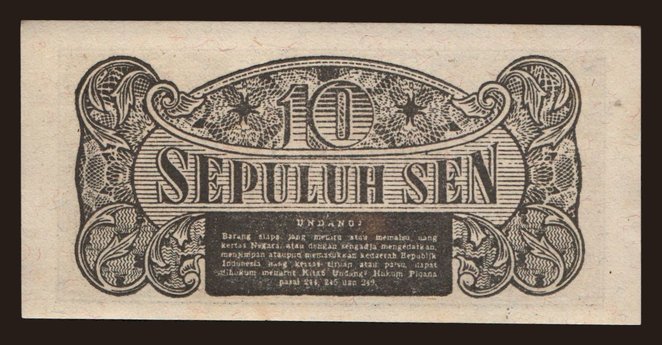 10
SEPULUH SEN
UNDANG2
Barang siapa jang meniru atau memalsu uang
kertas Negara, atau dengan sengadja mengedarkan,
menjimpan ataupun memasukkan kedaerah Republik
Indonesia uang kertas tiruan atau palsu, dapat
dihukum menurut Kitab Undang2 Hukum Pidana
pasal 244, 245 dan 249.